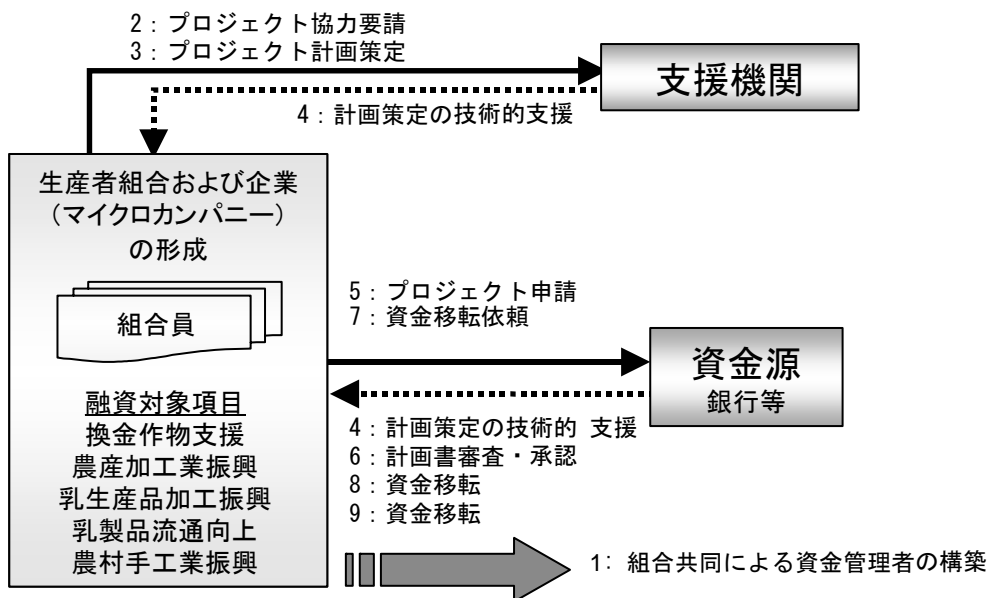 2：プロジェクト協力要請
3：プロジェクト計画策定
支援機関
4：計画策定の技術的支援
生産者組合および企業
（マイクロカンパニー）
の形成
組合員
融資対象項目
換金作物支援
農産加工業振興
乳生産品加工振興
乳製品流通向上
農村手工業振興
5：プロジェクト申請
7：資金移転依頼
資金源
銀行等
4：計画策定の技術的 支援
6：計画書審査・承認
8：資金移転
9：資金移転
1: 組合共同による資金管理者の構築